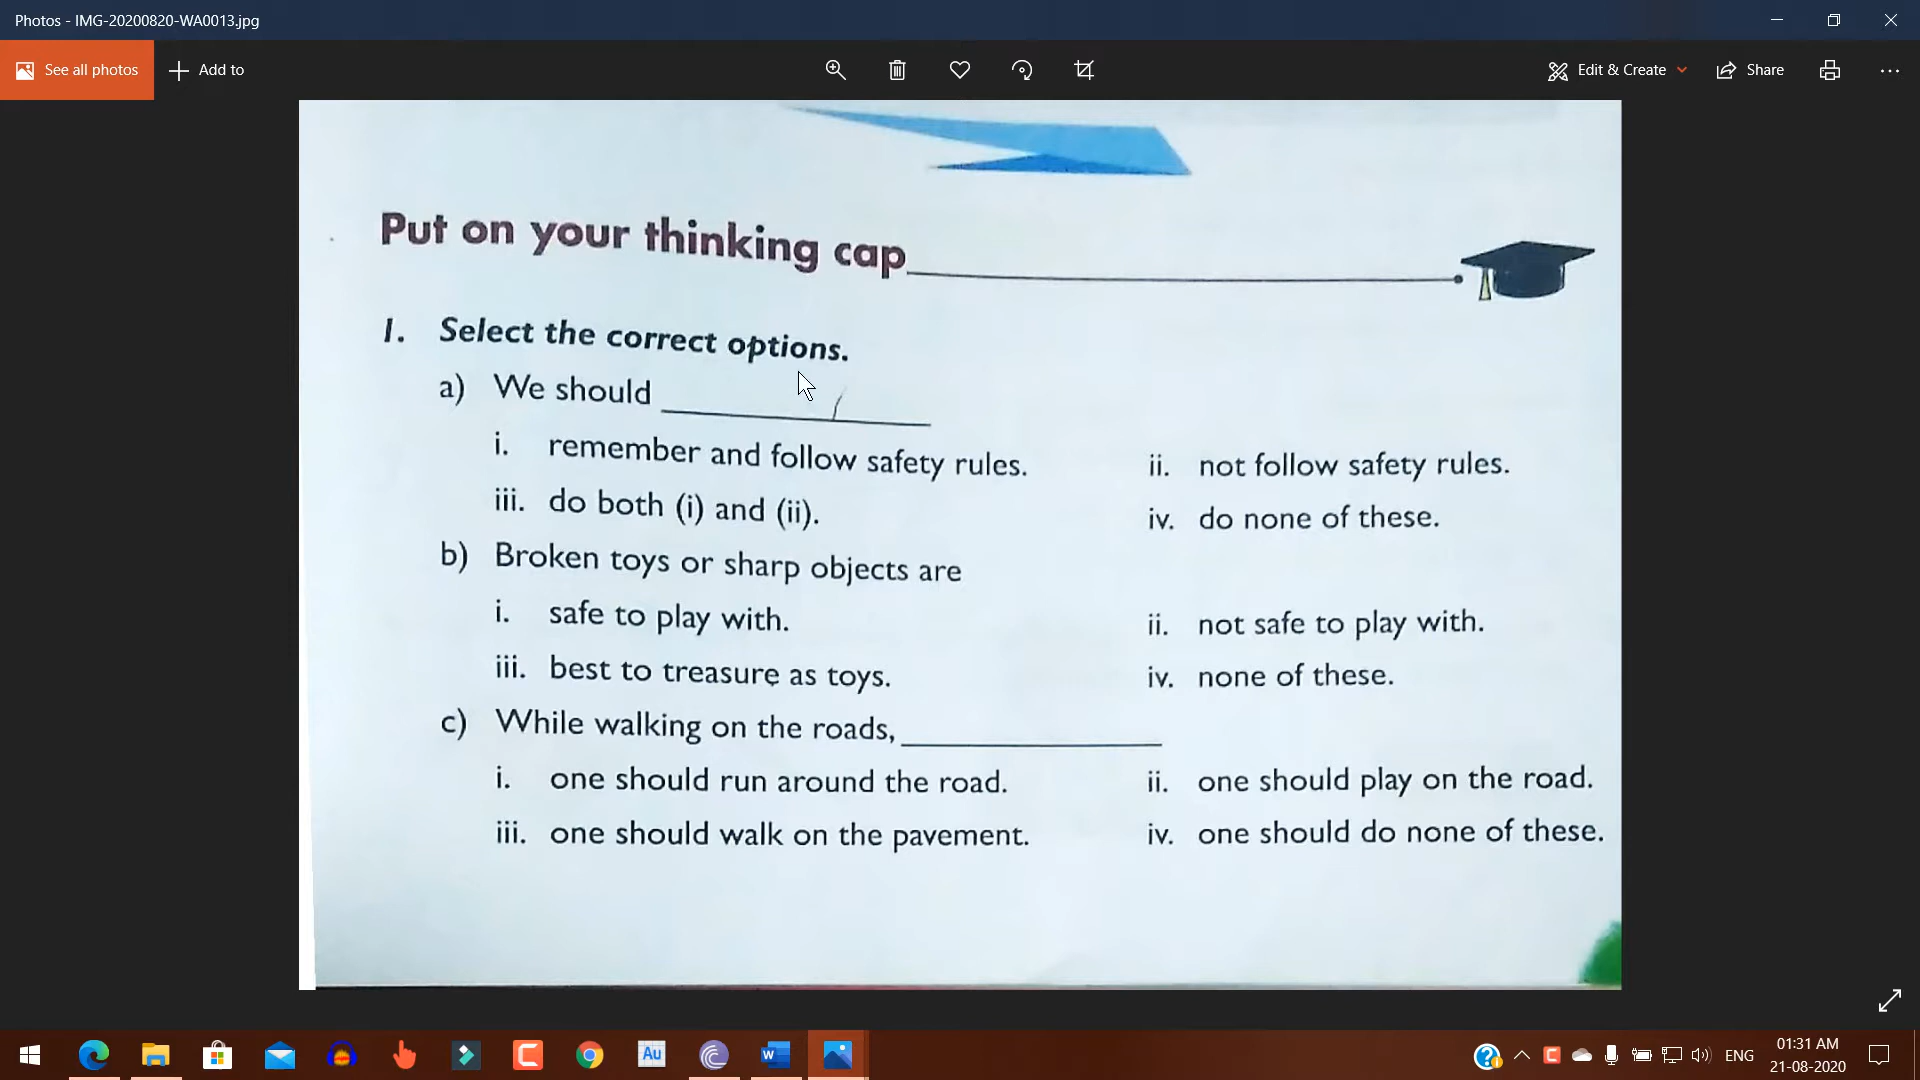 Photos - IMG-20200820-WA0013.jpg
See all photos
Add to
Edit & Create
Share
Put on your thinking cap
1. Select the correct options.
a) We should
i. remember and follow safety rules. ii. not follow safety rules.
iii. do both (i) and (ii). iv. do none of these.
b) Broken toys or sharp objects are
i. safe to play with. ii. not safe to play with.
iii. best to treasure as toys. iv. none of these.
c) While walking on the roads,
i. one should run around the road. ii. one should play on the road.
iii. one should walk on the pavement. iv. one should do none of these.
Au
W
ENG
01:31 AM
21-08-2020